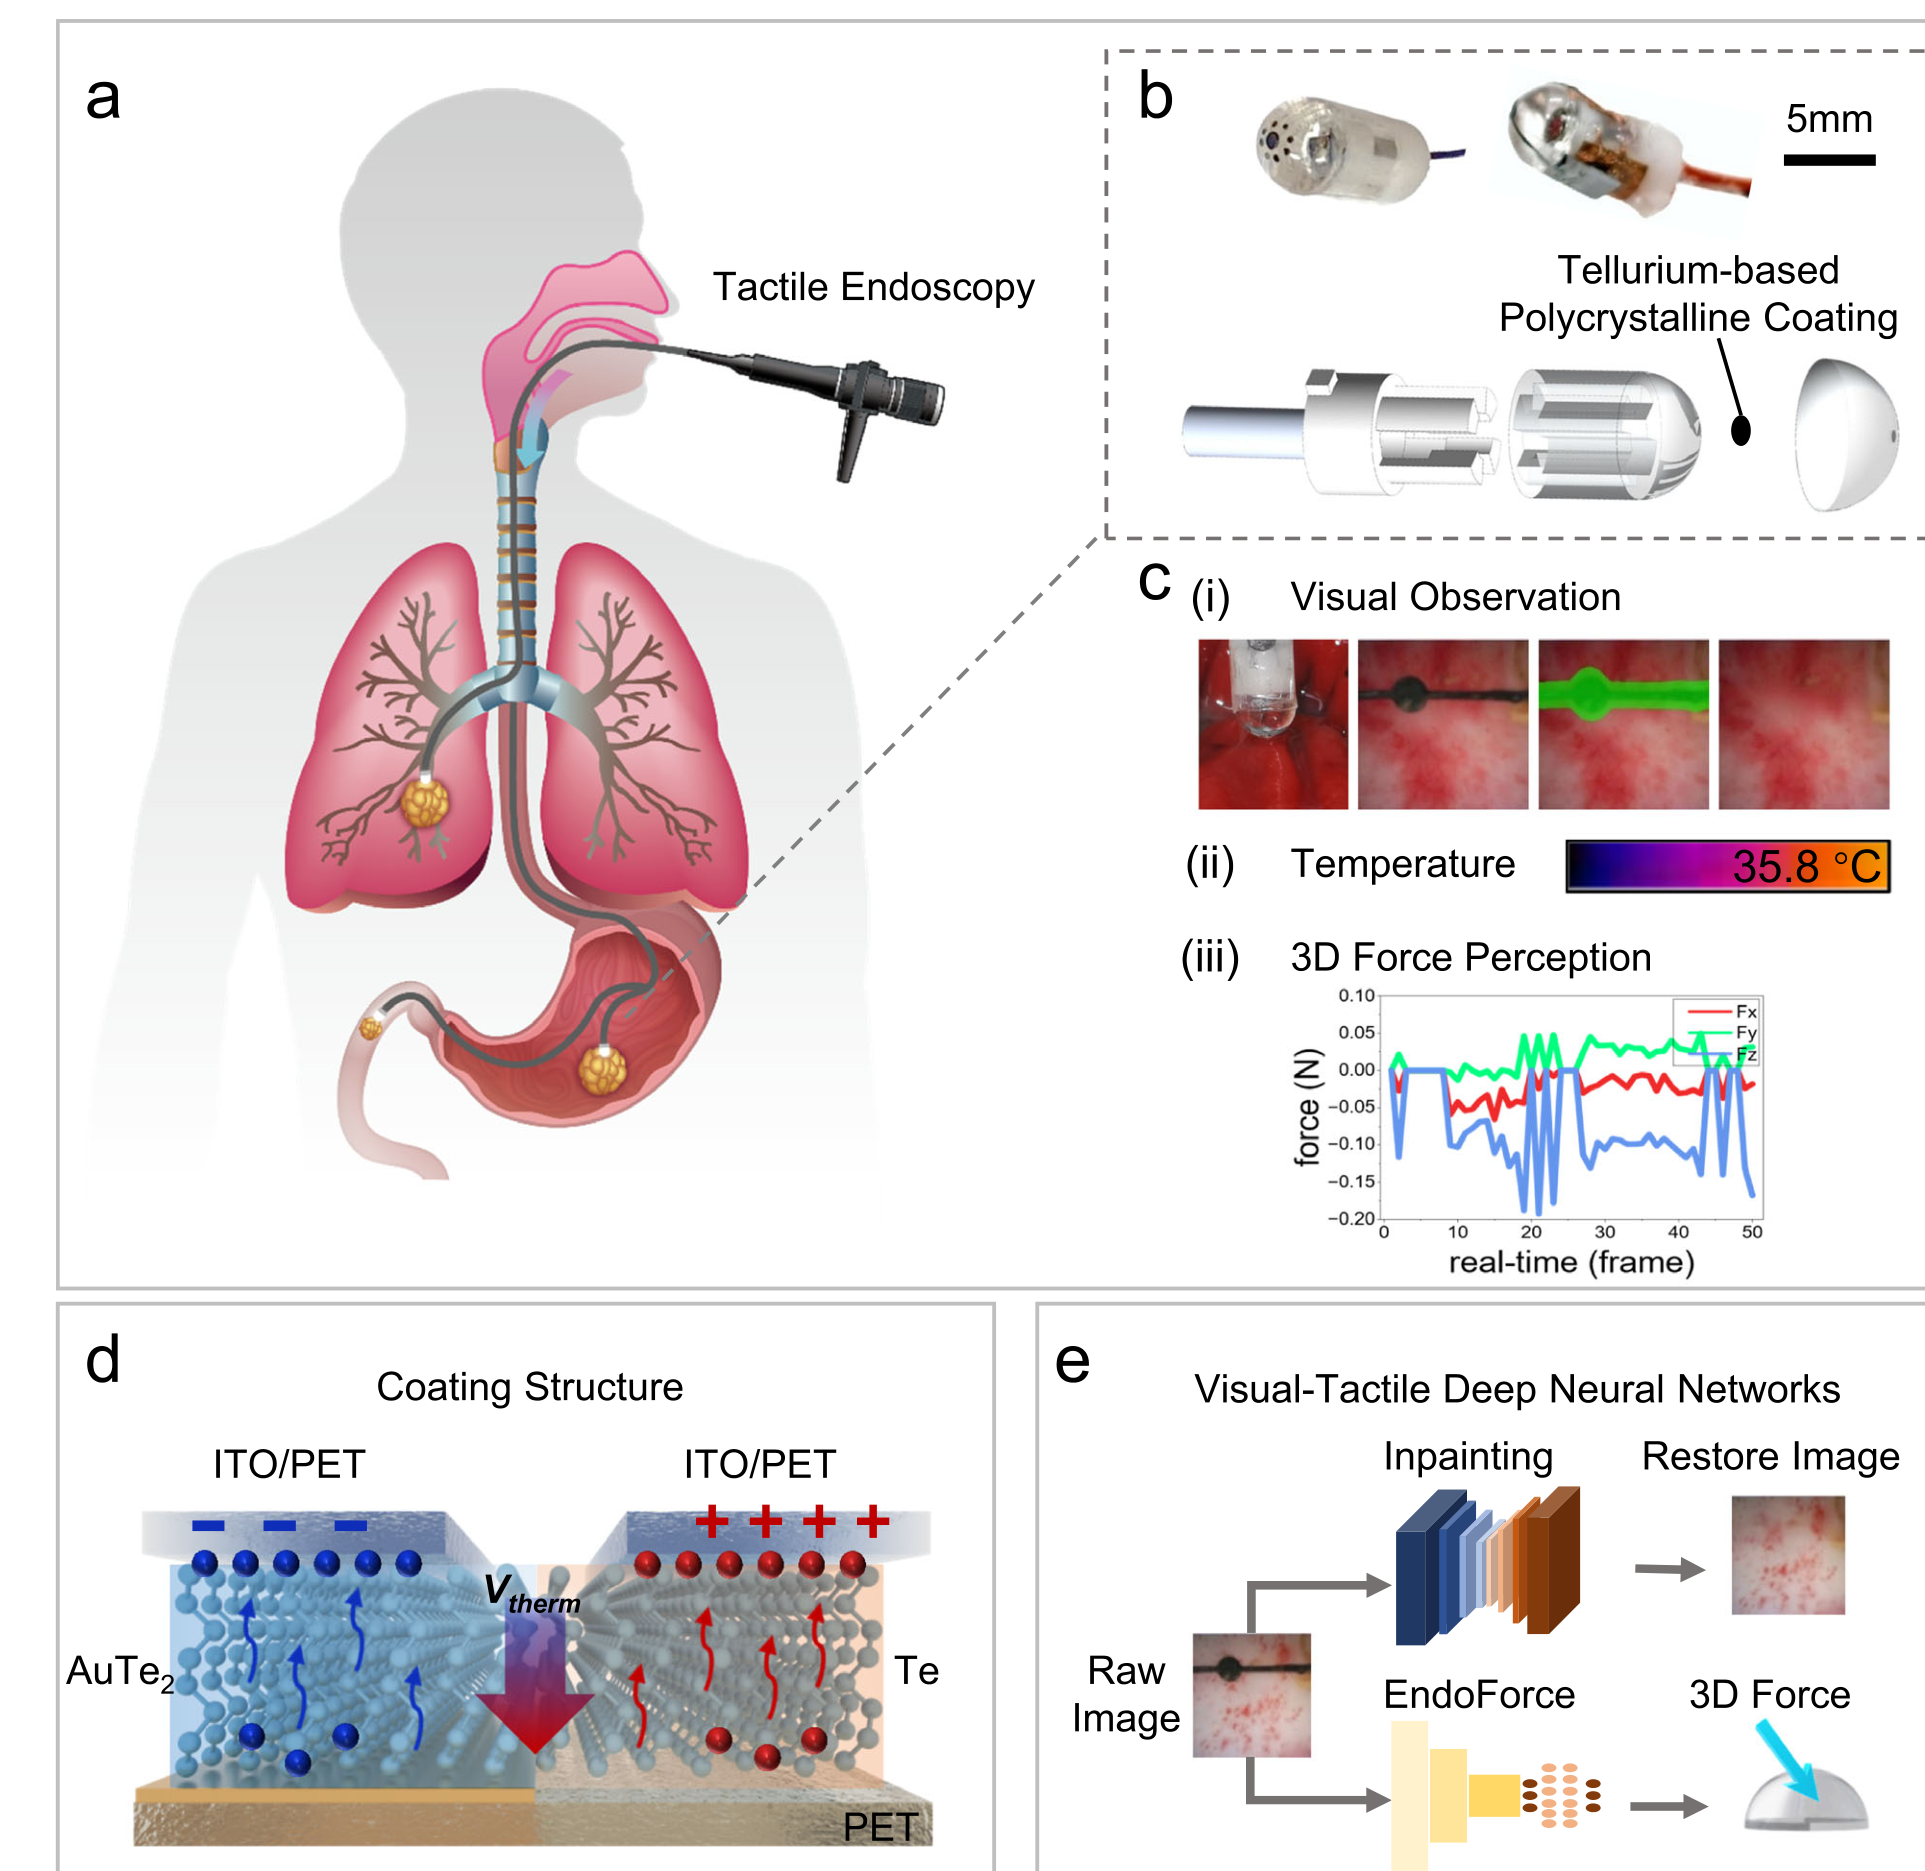 a
Tactile Endoscopy
b
5mm
Tellurium-based
Polycrystalline Coating
c
(i) Visual Observation
(ii) Temperature 35.8 °C
(iii) 3D Force Perception
0.10
0.05
0.00
−0.05
−0.10
−0.15
−0.20
force (N)
Fx
Fy
Fz
0 10 20 30 40 50
real-time (frame)
d
Coating Structure
ITO/PET ITO/PET
− − − + + + +
Vtherm
AuTe₂ Te
PET
e
Visual-Tactile Deep Neural Networks
Inpainting Restore Image
Raw
Image
EndoForce 3D Force